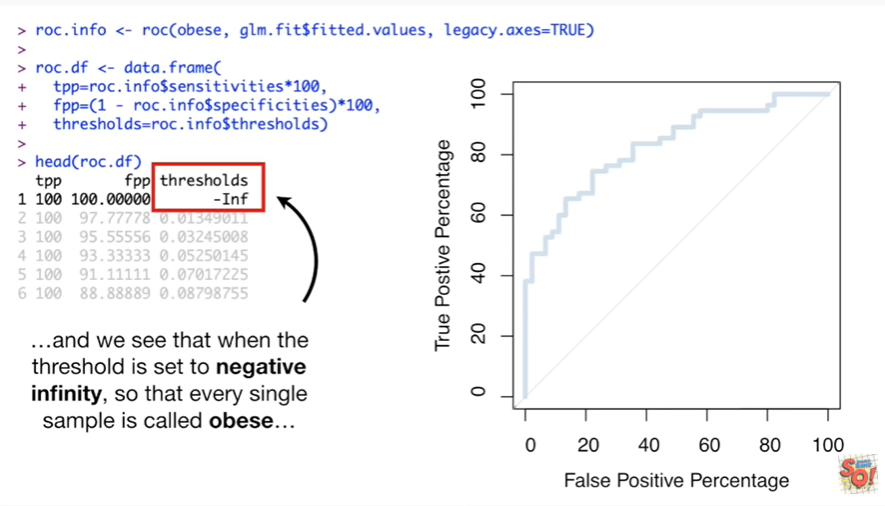 > roc.info <- roc(obese, glm.fit$fitted.values, legacy.axes=TRUE)
>
> roc.df <- data.frame(
+   tpp=roc.info$sensitivities*100,
+   fpp=(1 - roc.info$specificities)*100,
+   thresholds=roc.info$thresholds)
>
> head(roc.df)
  tpp       fpp thresholds
1 100 100.00000       -Inf
2 100  97.77778 0.01349011
3 100  95.55556 0.03245008
4 100  93.33333 0.05250145
5 100  91.11111 0.07017225
6 100  88.88889 0.08798755
…and we see that when the
threshold is set to negative
infinity, so that every single
sample is called obese…
True Postive Percentage
100
80
60
40
20
0
0 20 40 60 80 100
False Positive Percentage
SQ!